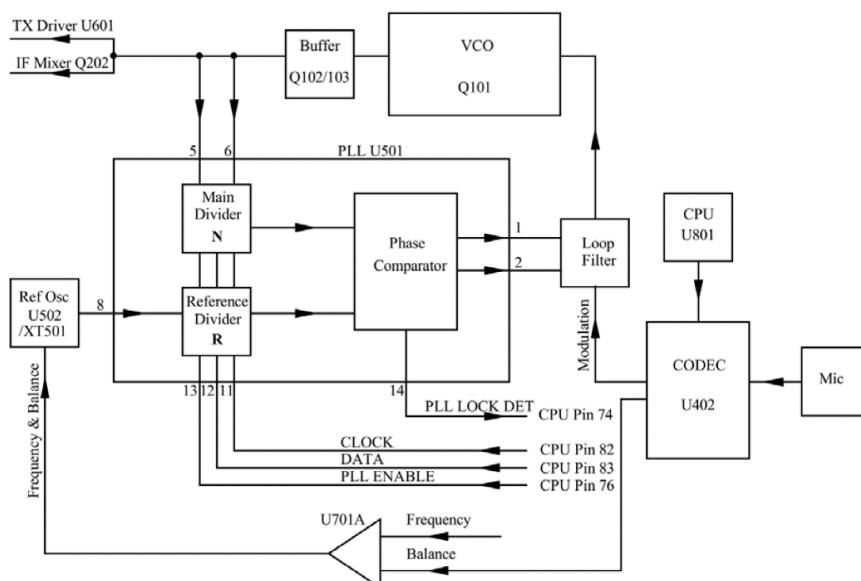 TX Driver U601
IF Mixer Q202
Buffer
Q102/103
VCO
Q101
5
6
PLL U501
Main
Divider
N
Phase
Comparator
1
2
Loop
Filter
CPU
U801
Ref Osc
U502
/XT501
8
Reference
Divider
R
Modulation
CODEC
U402
Mic
13
12
11
14
PLL LOCK DET
CPU Pin 74
CLOCK
CPU Pin 82
DATA
CPU Pin 83
PLL ENABLE
CPU Pin 76
Frequency & Balance
U701A
Frequency
Balance